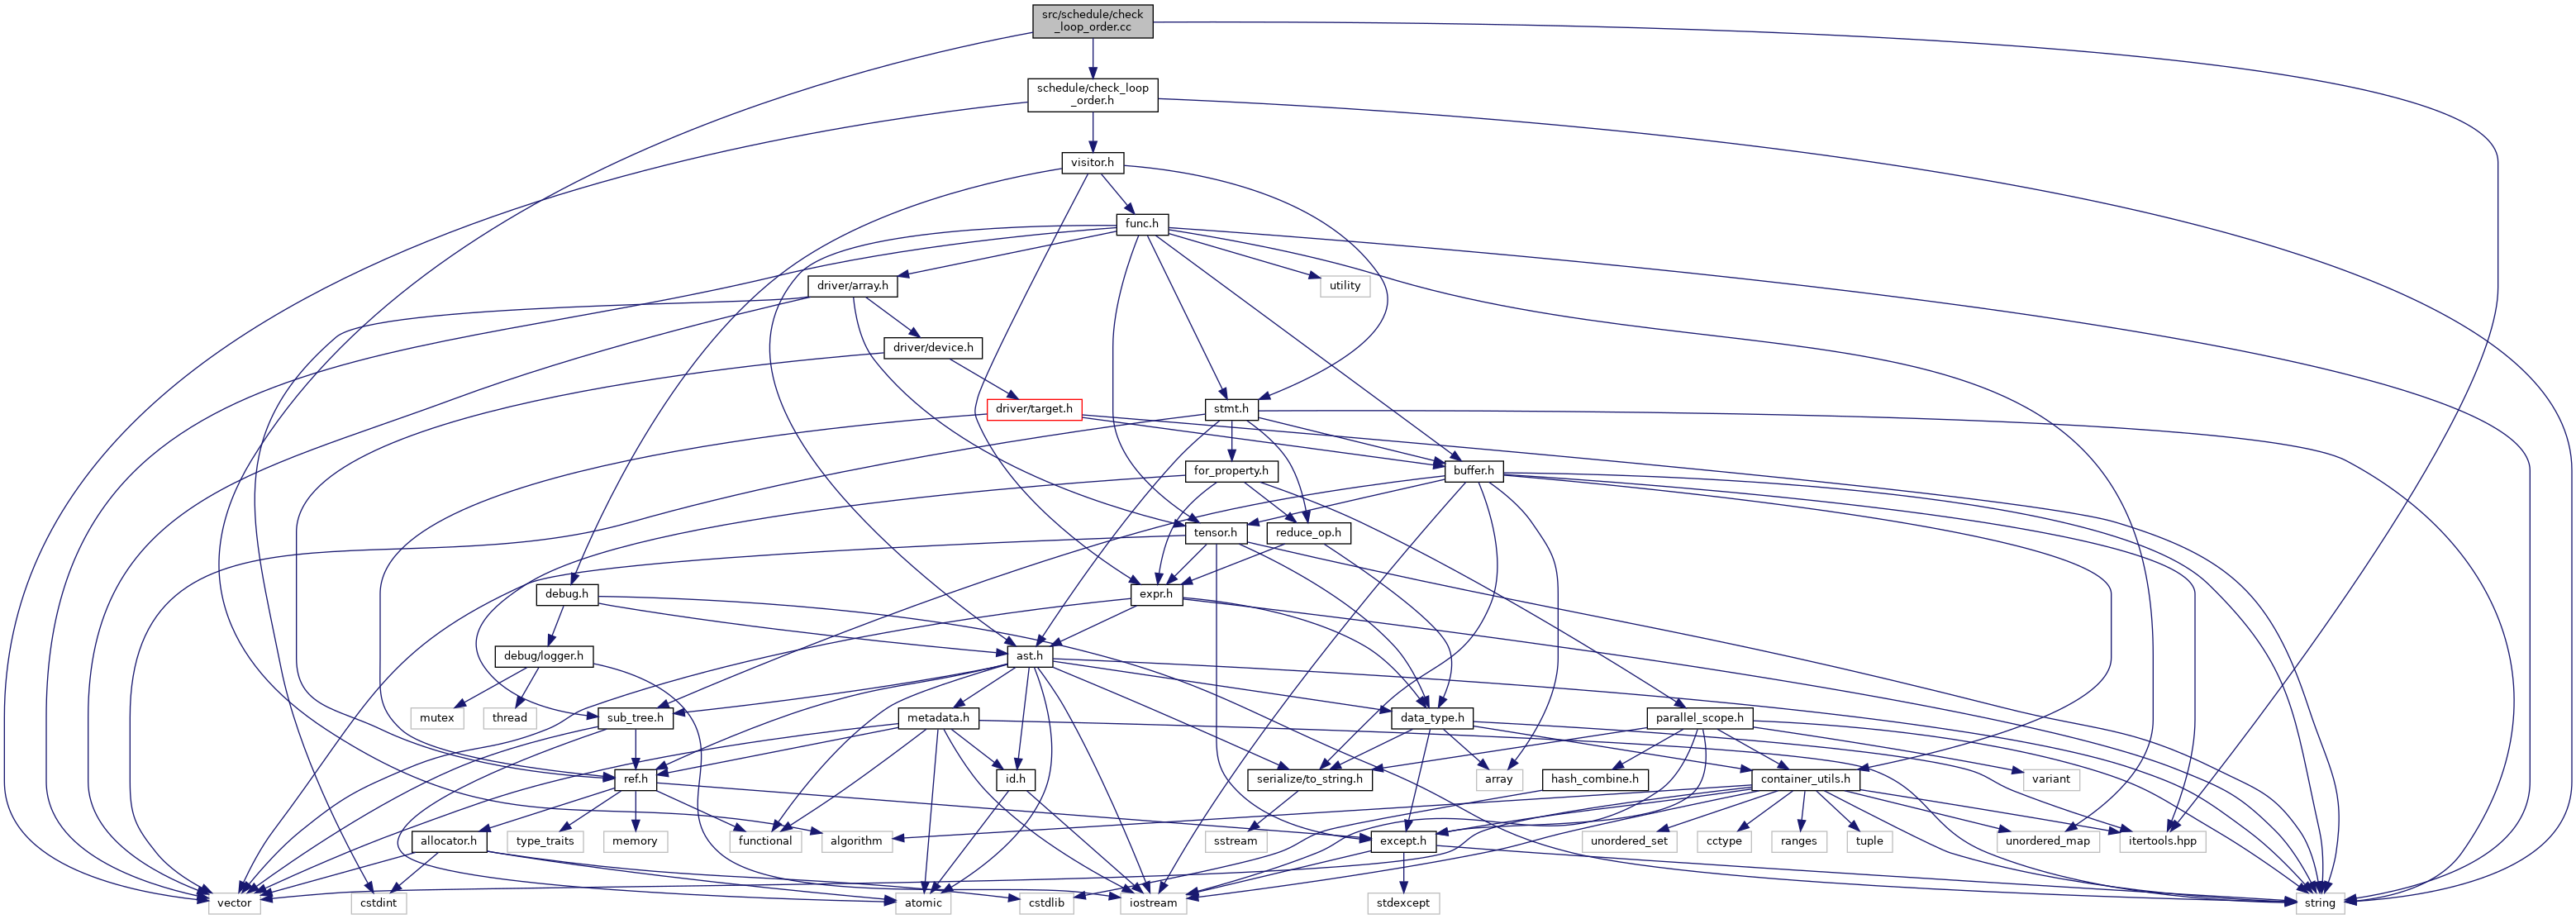 src/schedule/check
_loop_order.cc
schedule/check_loop
_order.h
visitor.h
func.h
driver/array.h
utility
driver/device.h
driver/target.h
stmt.h
for_property.h
buffer.h
tensor.h
reduce_op.h
debug.h
expr.h
debug/logger.h
ast.h
mutex
thread
sub_tree.h
metadata.h
data_type.h
parallel_scope.h
ref.h
id.h
serialize/to_string.h
array
hash_combine.h
container_utils.h
variant
allocator.h
type_traits
memory
functional
algorithm
sstream
except.h
unordered_set
cctype
ranges
tuple
unordered_map
itertools.hpp
vector
cstdint
atomic
cstdlib
iostream
stdexcept
string